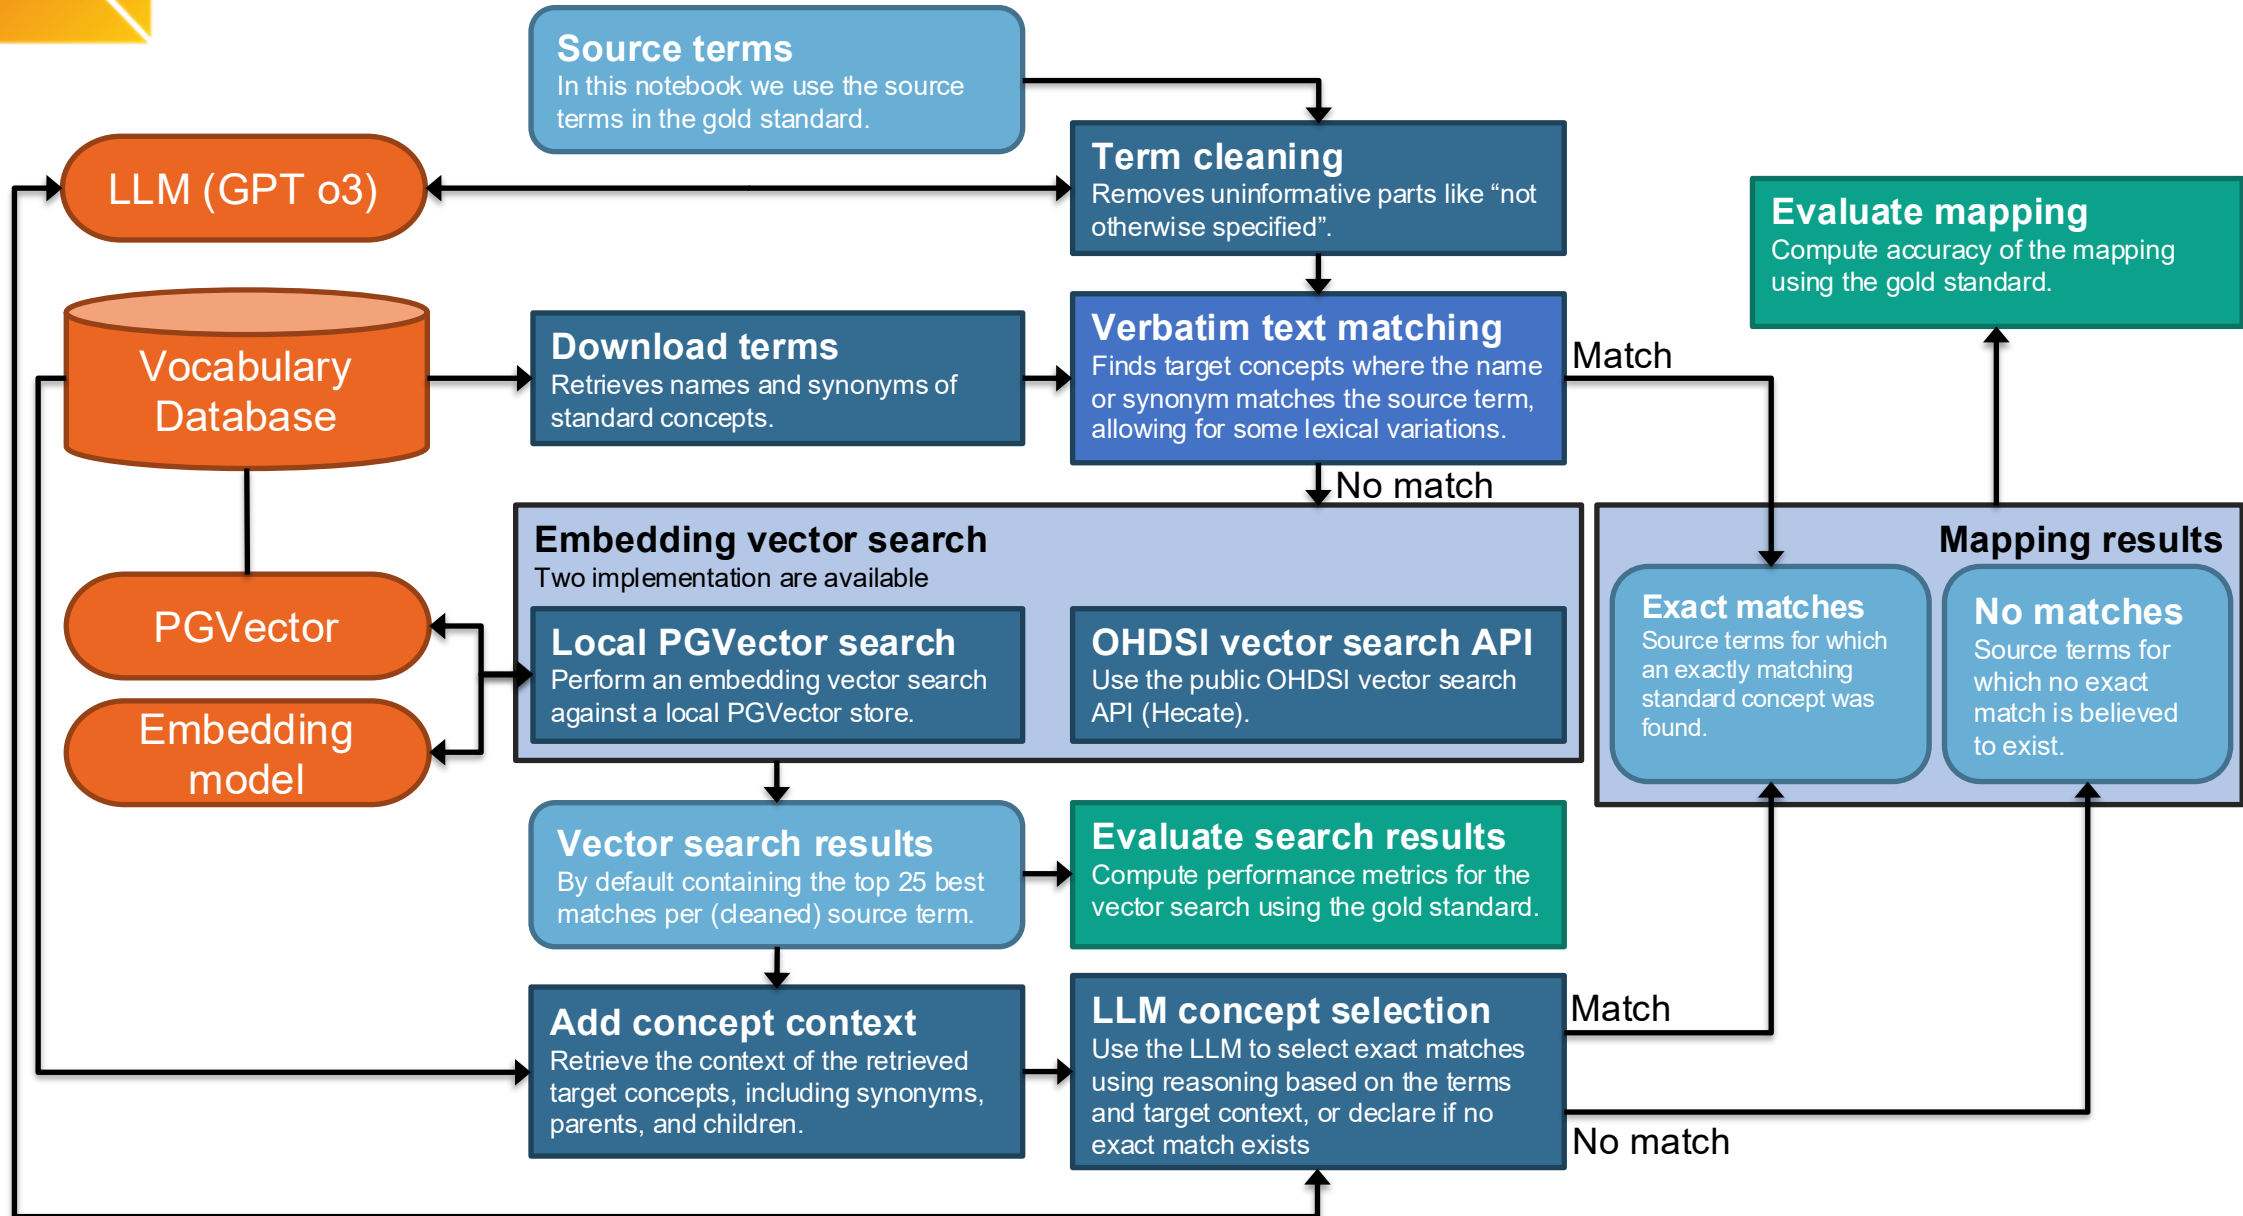 Source terms
In this notebook we use the source
terms in the gold standard.
LLM (GPT o3)
Term cleaning
Removes uninformative parts like “not
otherwise specified”.
Evaluate mapping
Compute accuracy of the mapping
using the gold standard.
Vocabulary
Database
Download terms
Retrieves names and synonyms of
standard concepts.
Verbatim text matching
Finds target concepts where the name
or synonym matches the source term,
allowing for some lexical variations.
Match
No match
Embedding vector search
Two implementation are available
Mapping results
PGVector
Embedding
model
Local PGVector search
Perform an embedding vector search
against a local PGVector store.
OHDSI vector search API
Use the public OHDSI vector search
API (Hecate).
Exact matches
Source terms for which
an exactly matching
standard concept was
found.
No matches
Source terms for
which no exact
match is believed
to exist.
Vector search results
By default containing the top 25 best
matches per (cleaned) source term.
Evaluate search results
Compute performance metrics for the
vector search using the gold standard.
Add concept context
Retrieve the context of the retrieved
target concepts, including synonyms,
parents, and children.
LLM concept selection
Use the LLM to select exact matches
using reasoning based on the terms
and target context, or declare if no
exact match exists
Match
No match